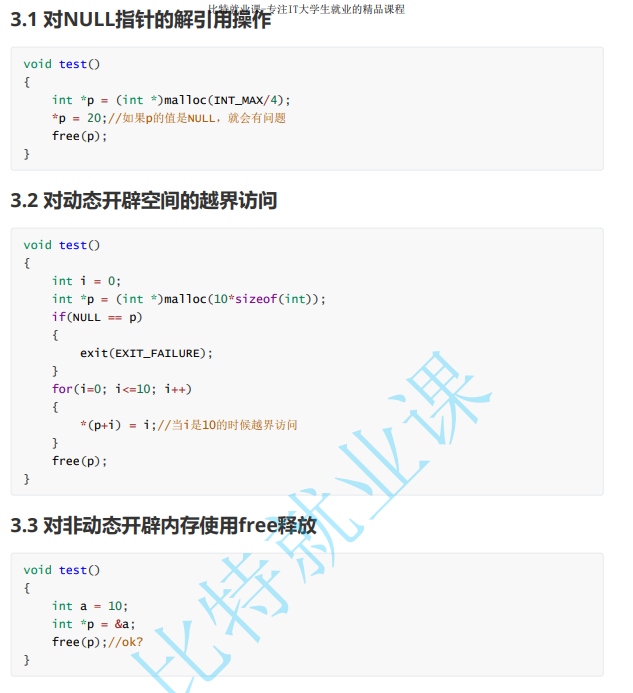 比特就业课-专注IT大学生就业的精品课程
3.1 对NULL指针的解引用操作
void test()
{
    int *p = (int *)malloc(INT_MAX/4);
    *p = 20;//如果p的值是NULL，就会有问题
    free(p);
}
3.2 对动态开辟空间的越界访问
void test()
{
    int i = 0;
    int *p = (int *)malloc(10*sizeof(int));
    if(NULL == p)
    {
        exit(EXIT_FAILURE);
    }
    for(i=0; i<=10; i++)
    {
        *(p+i) = i;//当i是10的时候越界访问
    }
    free(p);
}
3.3 对非动态开辟内存使用free释放
void test()
{
    int a = 10;
    int *p = &a;
    free(p);//ok?
}
比特就业课